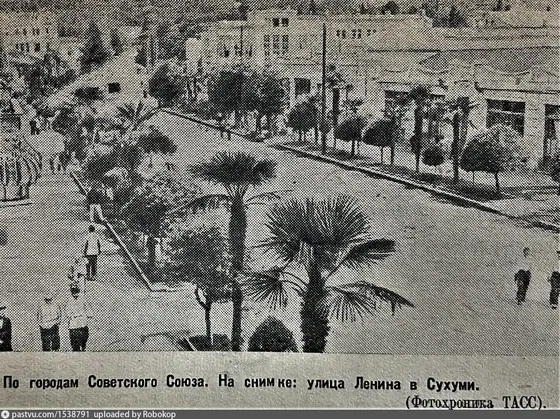 По городам Советского Союза. На снимке: улица Ленина в Сухуми.
(Фотохроника ТАСС).
pastvu.com/1538791 uploaded by Robokop